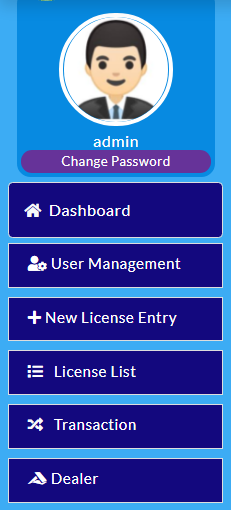 admin
Change Password
Dashboard
User Management
New License Entry
License List
Transaction
Dealer